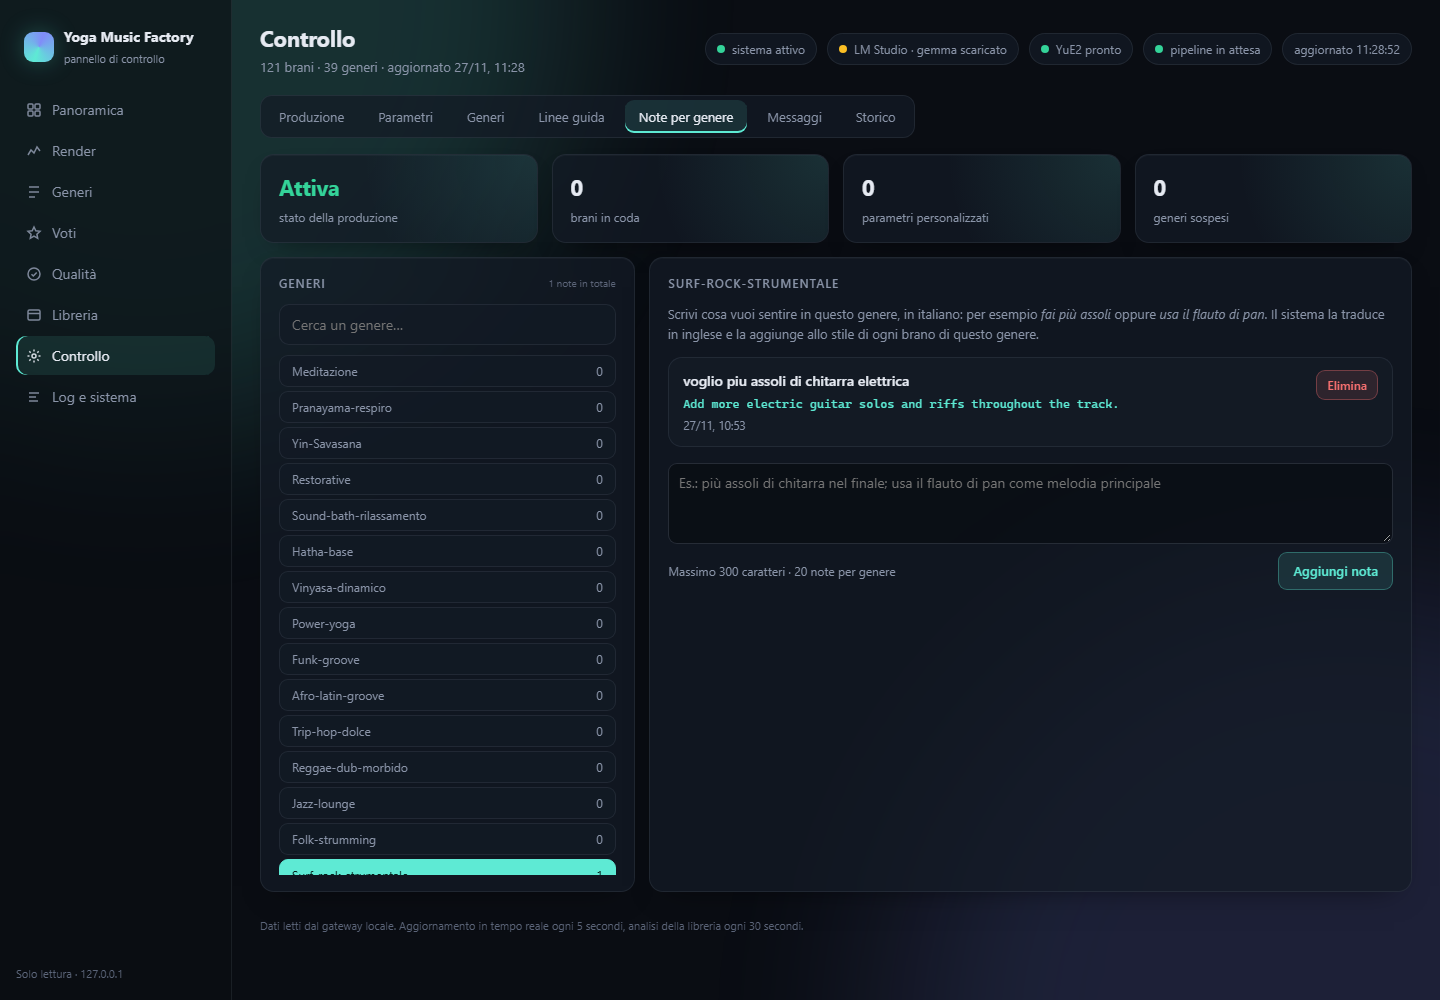 Yoga Music Factory
pannello di controllo
Panoramica
Render
Generi
Voti
Qualità
Libreria
Controllo
Log e sistema
Solo lettura · 127.0.0.1
Controllo
121 brani · 39 generi · aggiornato 27/11, 11:28
sistema attivo
LM Studio · gemma scaricato
YuE2 pronto
pipeline in attesa
aggiornato 11:28:52
Produzione
Parametri
Generi
Linee guida
Note per genere
Messaggi
Storico
Attiva
stato della produzione
0
brani in coda
0
parametri personalizzati
0
generi sospesi
GENERI
1 note in totale
Cerca un genere...
Meditazione 0
Pranayama-respiro 0
Yin-Savasana 0
Restorative 0
Sound-bath-rilassamento 0
Hatha-base 0
Vinyasa-dinamico 0
Power-yoga 0
Funk-groove 0
Afro-latin-groove 0
Trip-hop-dolce 0
Reggae-dub-morbido 0
Jazz-lounge 0
Folk-strumming 0
Surf-rock-strumentale 1
SURF-ROCK-STRUMENTALE
Scrivi cosa vuoi sentire in questo genere, in italiano: per esempio fai più assoli oppure usa il flauto di pan. Il sistema la traduce
in inglese e la aggiunge allo stile di ogni brano di questo genere.
voglio piu assoli di chitarra elettrica
Add more electric guitar solos and riffs throughout the track.
27/11, 10:53
Elimina
Es.: più assoli di chitarra nel finale; usa il flauto di pan come melodia principale
Massimo 300 caratteri · 20 note per genere
Aggiungi nota
Dati letti dal gateway locale. Aggiornamento in tempo reale ogni 5 secondi, analisi della libreria ogni 30 secondi.